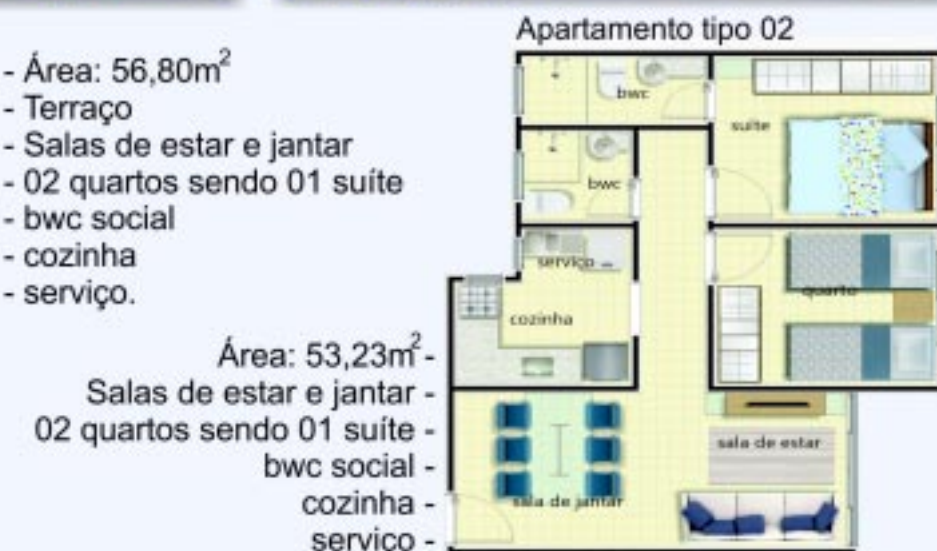 Apartamento tipo 02
- Área: 56,80m²
- Terraço
- Salas de estar e jantar
- 02 quartos sendo 01 suíte
- bwc social
- cozinha
- serviço.
Área: 53,23m² -
Salas de estar e jantar -
02 quartos sendo 01 suíte -
bwc social -
cozinha -
serviço -
bwc
suíte
bwc
serviço
quarto
cozinha
sala de estar
sala de jantar